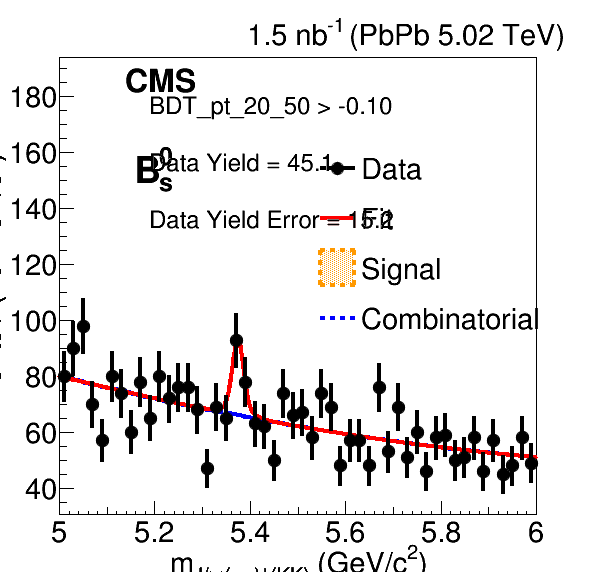 1.5 nb-1 (PbPb 5.02 TeV)
CMS
BDT_pt_20_50 > -0.10
B0s
Data Yield = 45.1
Data Yield Error = 15.2
Data
Fit
Signal
Combinatorial
180
160
140
120
100
80
60
40
5 5.2 5.4 5.6 5.8 6
m (GeV/c2)